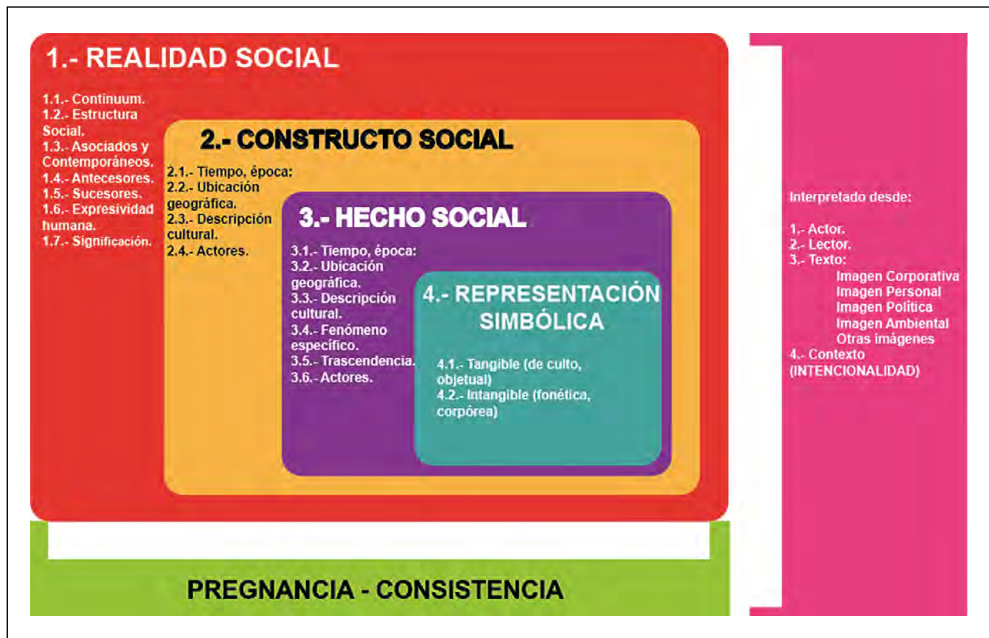 1.- REALIDAD SOCIAL
1.1.- Continuum.
1.2.- Estructura
Social.
1.3.- Asociados y
Contemporáneos.
1.4.- Antecesores.
1.5.- Sucesores.
1.6.- Expresividad
humana.
1.7.- Significación.
2.- CONSTRUCTO SOCIAL
2.1.- Tiempo, época:
2.2.- Ubicación
geográfica.
2.3.- Descripción
cultural.
2.4.- Actores.
3.- HECHO SOCIAL
3.1.- Tiempo, época:
3.2.- Ubicación
geográfica.
3.3.- Descripción
cultural.
3.4.- Fenómeno
específico.
3.5.- Trascendencia.
3.6.- Actores.
4.- REPRESENTACIÓN
SIMBÓLICA
4.1.- Tangible (de culto,
objetual)
4.2.- Intangible (fonética,
corpórea)
PREGNANCIA - CONSISTENCIA
Interpretado desde:
1.- Actor.
2.- Lector.
3.- Texto:
Imagen Corporativa
Imagen Personal
Imagen Política
Imagen Ambiental
Otras imágenes
4.- Contexto
(INTENCIONALIDAD)